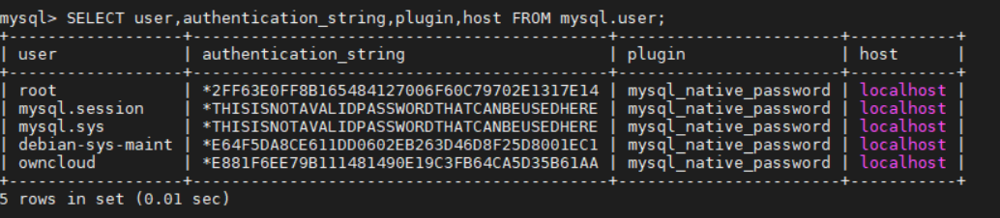 mysql> SELECT user,authentication_string,plugin,host FROM mysql.user;
+------------------+-------------------------------------------+-----------------------+-----------+
| user | authentication_string | plugin | host |
+------------------+-------------------------------------------+-----------------------+-----------+
| root | *2FF63E0FF8B165484127006F60C79702E1317E14 | mysql_native_password | localhost |
| mysql.session | *THISISNOTAVALIDPASSWORDTHATCANBEUSEDHERE | mysql_native_password | localhost |
| mysql.sys | *THISISNOTAVALIDPASSWORDTHATCANBEUSEDHERE | mysql_native_password | localhost |
| debian-sys-maint | *E64F5DA8CE611DD0602EB263D46D8F25D8001EC1 | mysql_native_password | localhost |
| owncloud | *E881F6EE79B111481490E19C3FB64CA5D35B61AA | mysql_native_password | localhost |
+------------------+-------------------------------------------+-----------------------+-----------+
5 rows in set (0.01 sec)